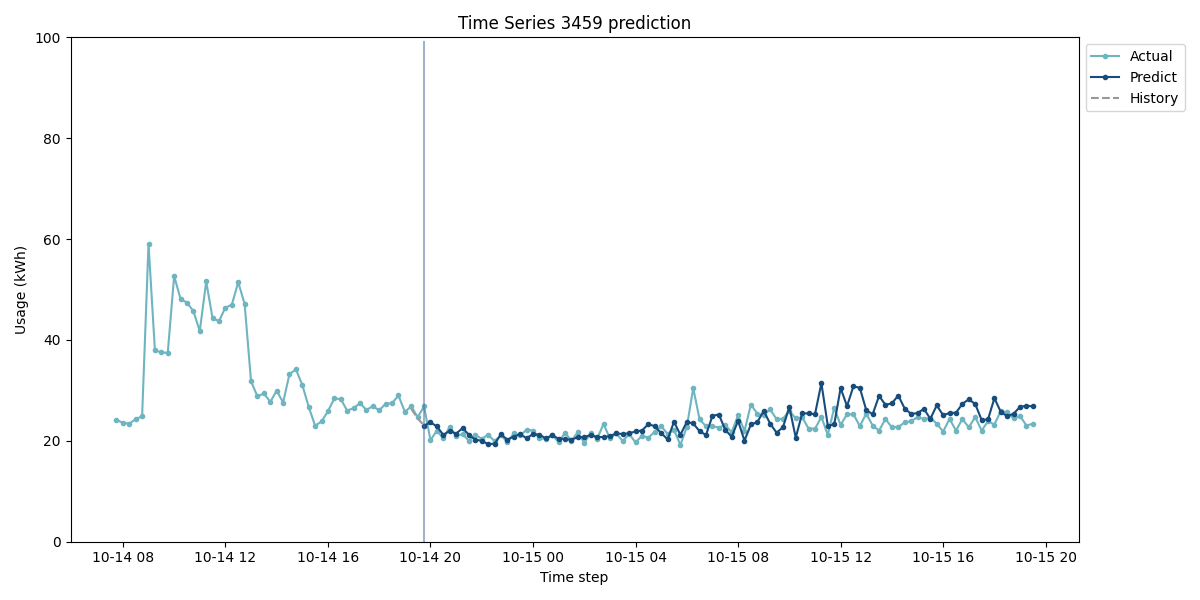 Time Series 3459 prediction
Actual
Predict
History
Usage (kWh)
100
80
60
40
20
0
10-14 08
10-14 12
10-14 16
10-14 20
10-15 00
10-15 04
10-15 08
10-15 12
10-15 16
10-15 20
Time step